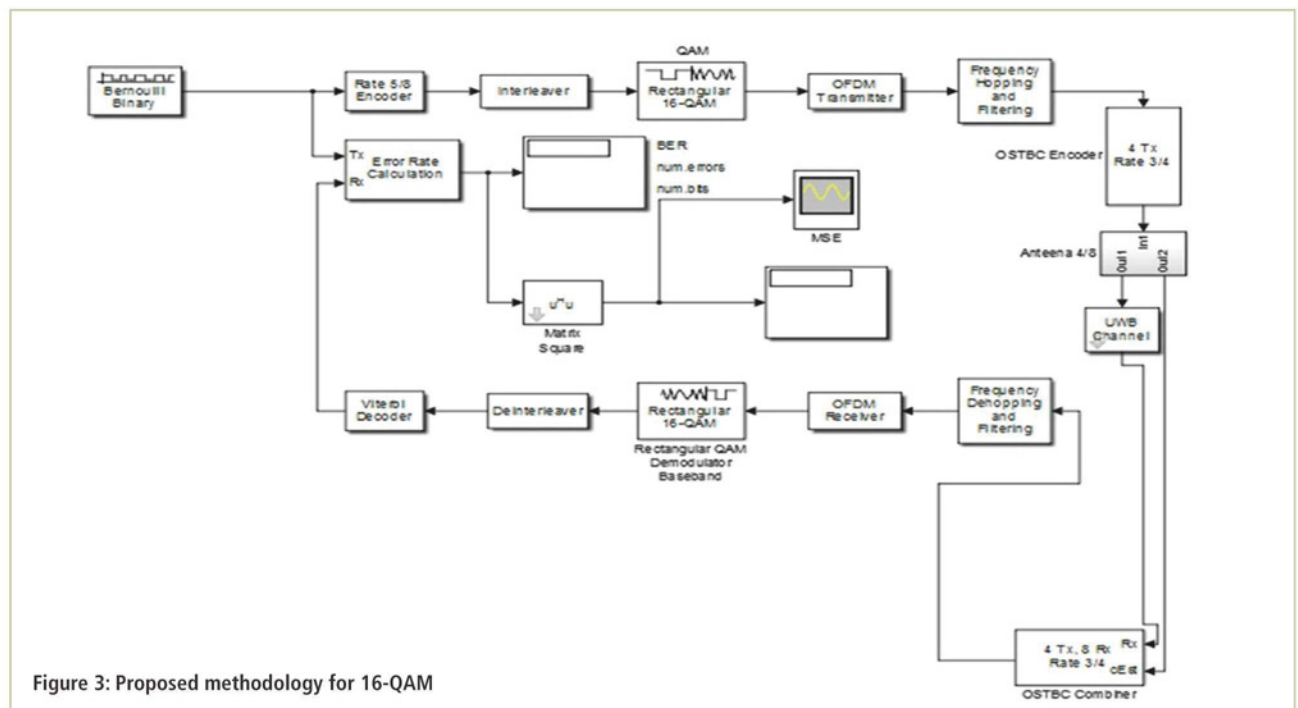 Bernoulli
Binary
Rate 5/8
Encoder
Interleaver
QAM
Rectangular
16-QAM
OFDM
Transmitter
Frequency
Hopping
and
Filtering
OSTBC Encoder
4 Tx
Rate 3/4
Tx
Rx
Error Rate
Calculation
BER
num.errors
num.bits
MSE
Anteena 4/8
In1
Out1
Out2
u^u
Matrix
Square
UWB
Channel
Viterbi
Decoder
Deinterleaver
Rectangular
16-QAM
Rectangular QAM
Demodulator
Baseband
OFDM
Receiver
Frequency
Dehopping
and
Filtering
4 Tx, 8 Rx
Rate 3/4
Rx
cEst
OSTBC Combiner
Figure 3: Proposed methodology for 16-QAM